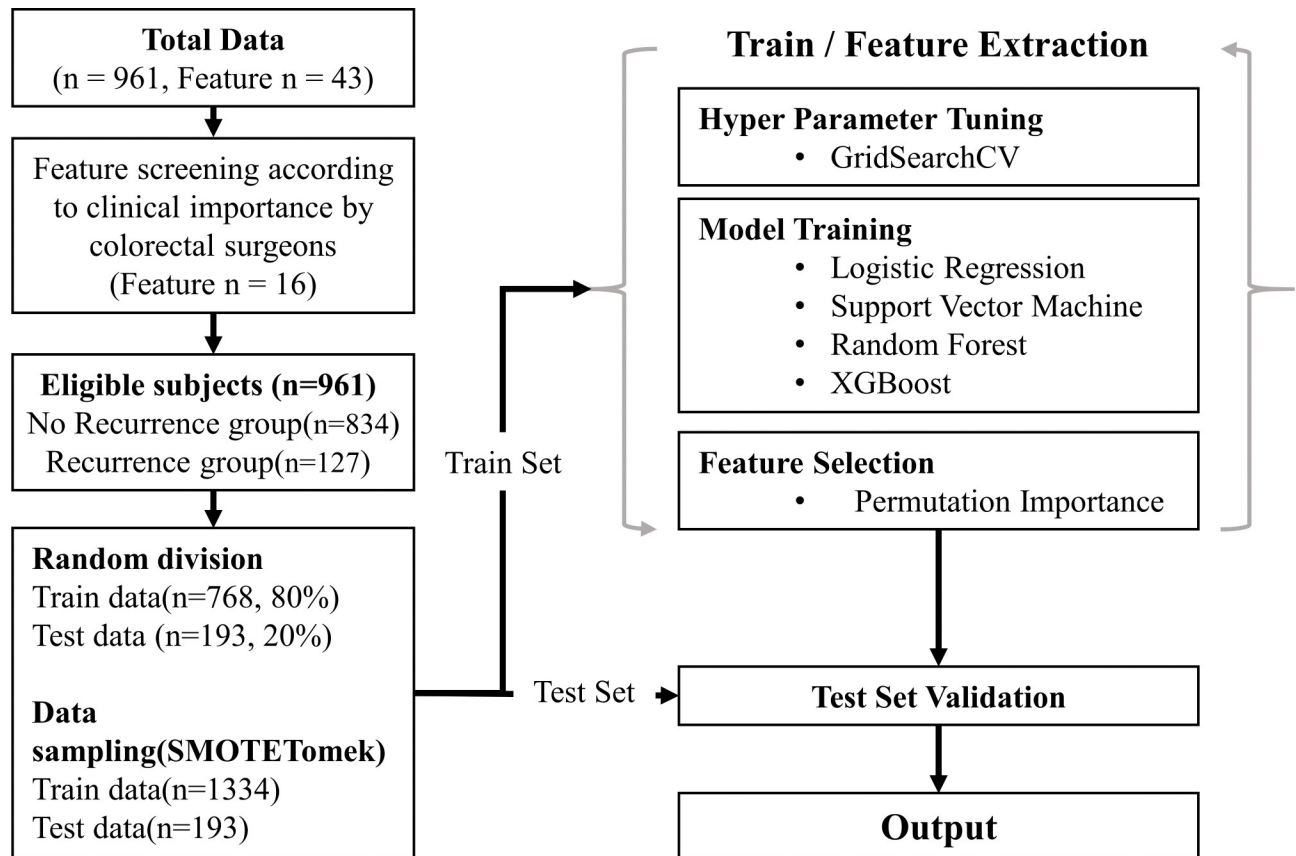 Total Data
(n = 961, Feature n = 43)
Feature screening according
to clinical importance by
colorectal surgeons
(Feature n = 16)
Eligible subjects (n=961)
No Recurrence group(n=834)
Recurrence group(n=127)
Random division
Train data(n=768, 80%)
Test data (n=193, 20%)
Data
sampling(SMOTETomek)
Train data(n=1334)
Test data(n=193)
Train Set
Test Set
Train / Feature Extraction
Hyper Parameter Tuning
• GridSearchCV
Model Training
• Logistic Regression
• Support Vector Machine
• Random Forest
• XGBoost
Feature Selection
• Permutation Importance
Test Set Validation
Output